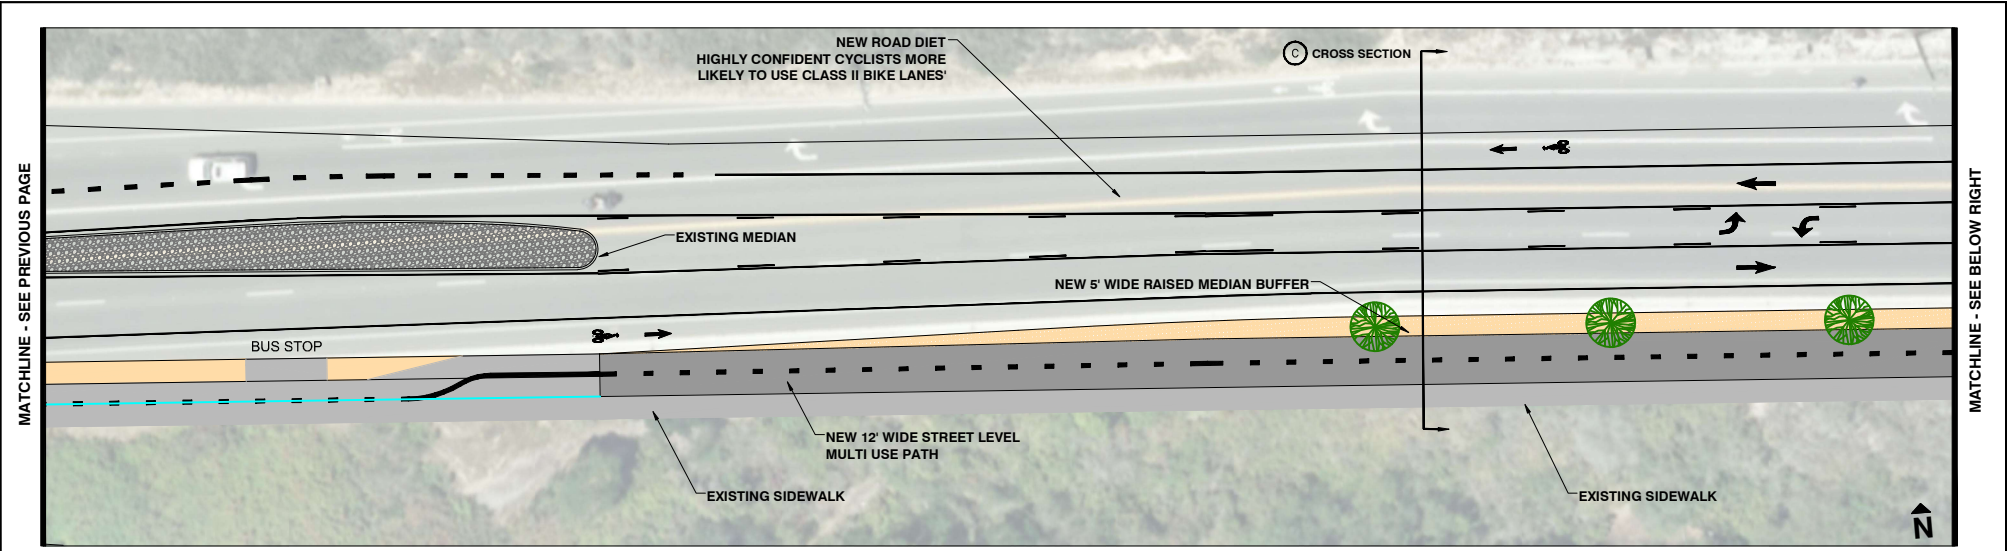 NEW ROAD DIET
HIGHLY CONFIDENT CYCLISTS MORE
LIKELY TO USE CLASS II BIKE LANES'
C CROSS SECTION
MATCHLINE - SEE PREVIOUS PAGE
EXISTING MEDIAN
NEW 5' WIDE RAISED MEDIAN BUFFER
BUS STOP
NEW 12' WIDE STREET LEVEL
MULTI USE PATH
EXISTING SIDEWALK
EXISTING SIDEWALK
MATCHLINE - SEE BELOW RIGHT
N